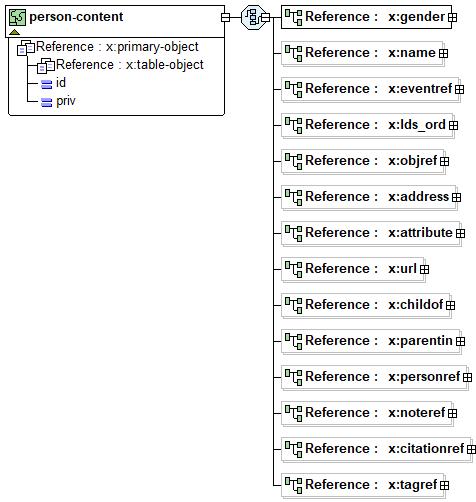 person-content
Reference : x:primary-object
Reference : x:table-object
id
priv
Reference : x:gender
Reference : x:name
Reference : x:eventref
Reference : x:lds_ord
Reference : x:objref
Reference : x:address
Reference : x:attribute
Reference : x:url
Reference : x:childof
Reference : x:parentin
Reference : x:personref
Reference : x:noteref
Reference : x:citationref
Reference : x:tagref